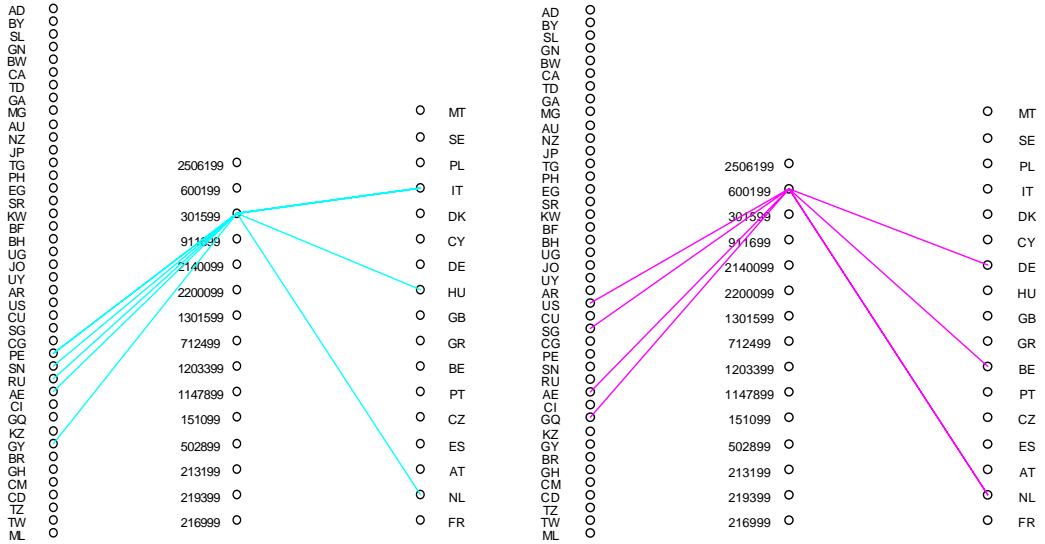 AD
BY
SL
GN
BW
CA
TD
GA
MG
AU
NZ
JP
TG
PH
EG
SR
KW
BF
BH
UG
JO
UY
AR
US
CU
SG
CG
PE
SN
RU
AE
CI
GQ
KZ
GY
BR
GH
CM
CD
TZ
TW
ML
2506199
600199
301599
911699
2140099
2200099
1301599
712499
1203399
1147899
151099
502899
213199
219399
216999
MT
SE
PL
IT
DK
CY
DE
HU
GB
GR
BE
PT
CZ
ES
AT
NL
FR
AD
BY
SL
GN
BW
CA
TD
GA
MG
AU
NZ
JP
TG
PH
EG
SR
KW
BF
BH
UG
JO
UY
AR
US
CU
SG
CG
PE
SN
RU
AE
CI
GQ
KZ
GY
BR
GH
CM
CD
TZ
TW
ML
2506199
600199
301599
911699
2140099
2200099
1301599
712499
1203399
1147899
151099
502899
213199
219399
216999
MT
SE
PL
IT
DK
CY
DE
HU
GB
GR
BE
PT
CZ
ES
AT
NL
FR